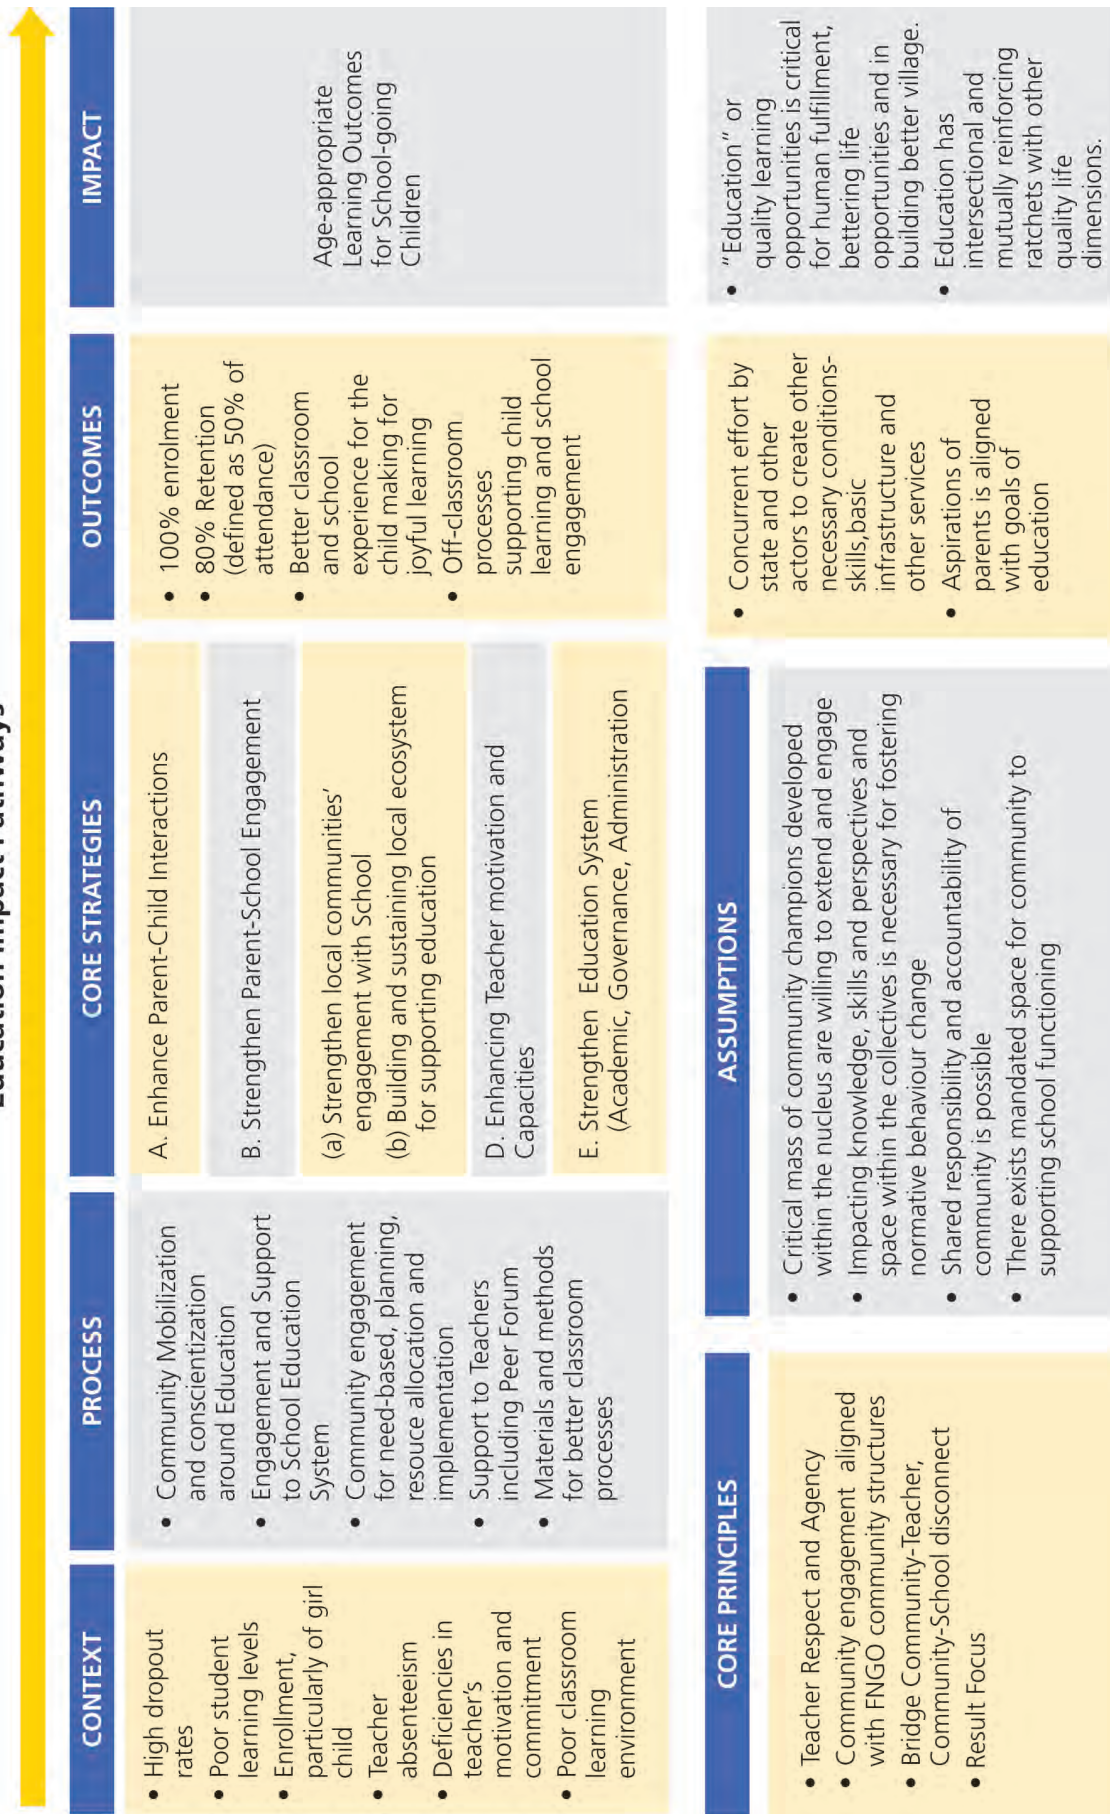 Education Impact Pathways
CONTEXT
• High dropout
rates
• Poor student
learning levels
• Enrollment,
particularly of girl
child
• Teacher
absenteeism
• Deficiencies in
teacher's
motivation and
commitment
• Poor classroom
learning
environment
PROCESS
• Community Mobilization
and conscientization
around Education
• Engagement and Support
to School Education
System
• Community engagement
for need-based, planning,
resouce allocation and
implementation
• Support to Teachers
including Peer Forum
• Materials and methods
for better classroom
processes
CORE STRATEGIES
A. Enhance Parent-Child Interactions
B. Strengthen Parent-School Engagement
(a) Strengthen local communities'
engagement with School
(b) Building and sustaining local ecosystem
for supporting education
D. Enhancing Teacher motivation and
Capacities
E. Strengthen Education System
(Academic, Governance, Administration
OUTCOMES
• 100% enrolment
• 80% Retention
(defined as 50% of
attendance)
• Better classroom
and school
experience for the
child making for
joyful learning
• Off-classroom
processes
supporting child
learning and school
engagement
IMPACT
Age-appropriate
Learning Outcomes
for School-going
Children
CORE PRINCIPLES
• Teacher Respect and Agency
• Community engagement aligned
with FNGO community structures
• Bridge Community-Teacher,
Community-School disconnect
• Result Focus
ASSUMPTIONS
• Critical mass of community champions developed
within the nucleus are willing to extend and engage
• Impacting knowledge, skills and perspectives and
space within the collectives is necessary for fostering
normative behaviour change
• Shared responsibility and accountability of
community is possible
• There exists mandated space for community to
supporting school functioning
• Concurrent effort by
state and other
actors to create other
necessary conditions-
skills,basic
infrastructure and
other services
• Aspirations of
parents is aligned
with goals of
education
• "Education" or
quality learning
opportunities is critical
for human fulfillment,
bettering life
opportunities and in
building better village.
• Education has
intersectional and
mutually reinforcing
ratchets with other
quality life
dimensions.